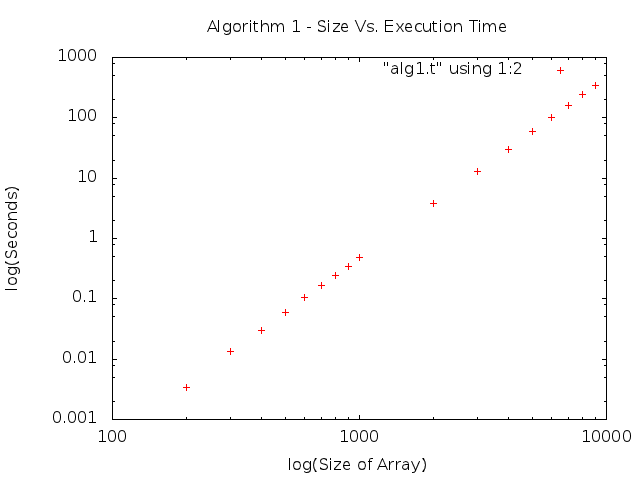 Algorithm 1 - Size Vs. Execution Time
1000
"alg1.t" using 1:2
100
10
1
0.1
0.01
0.001
log(Seconds)
100 1000 10000
log(Size of Array)